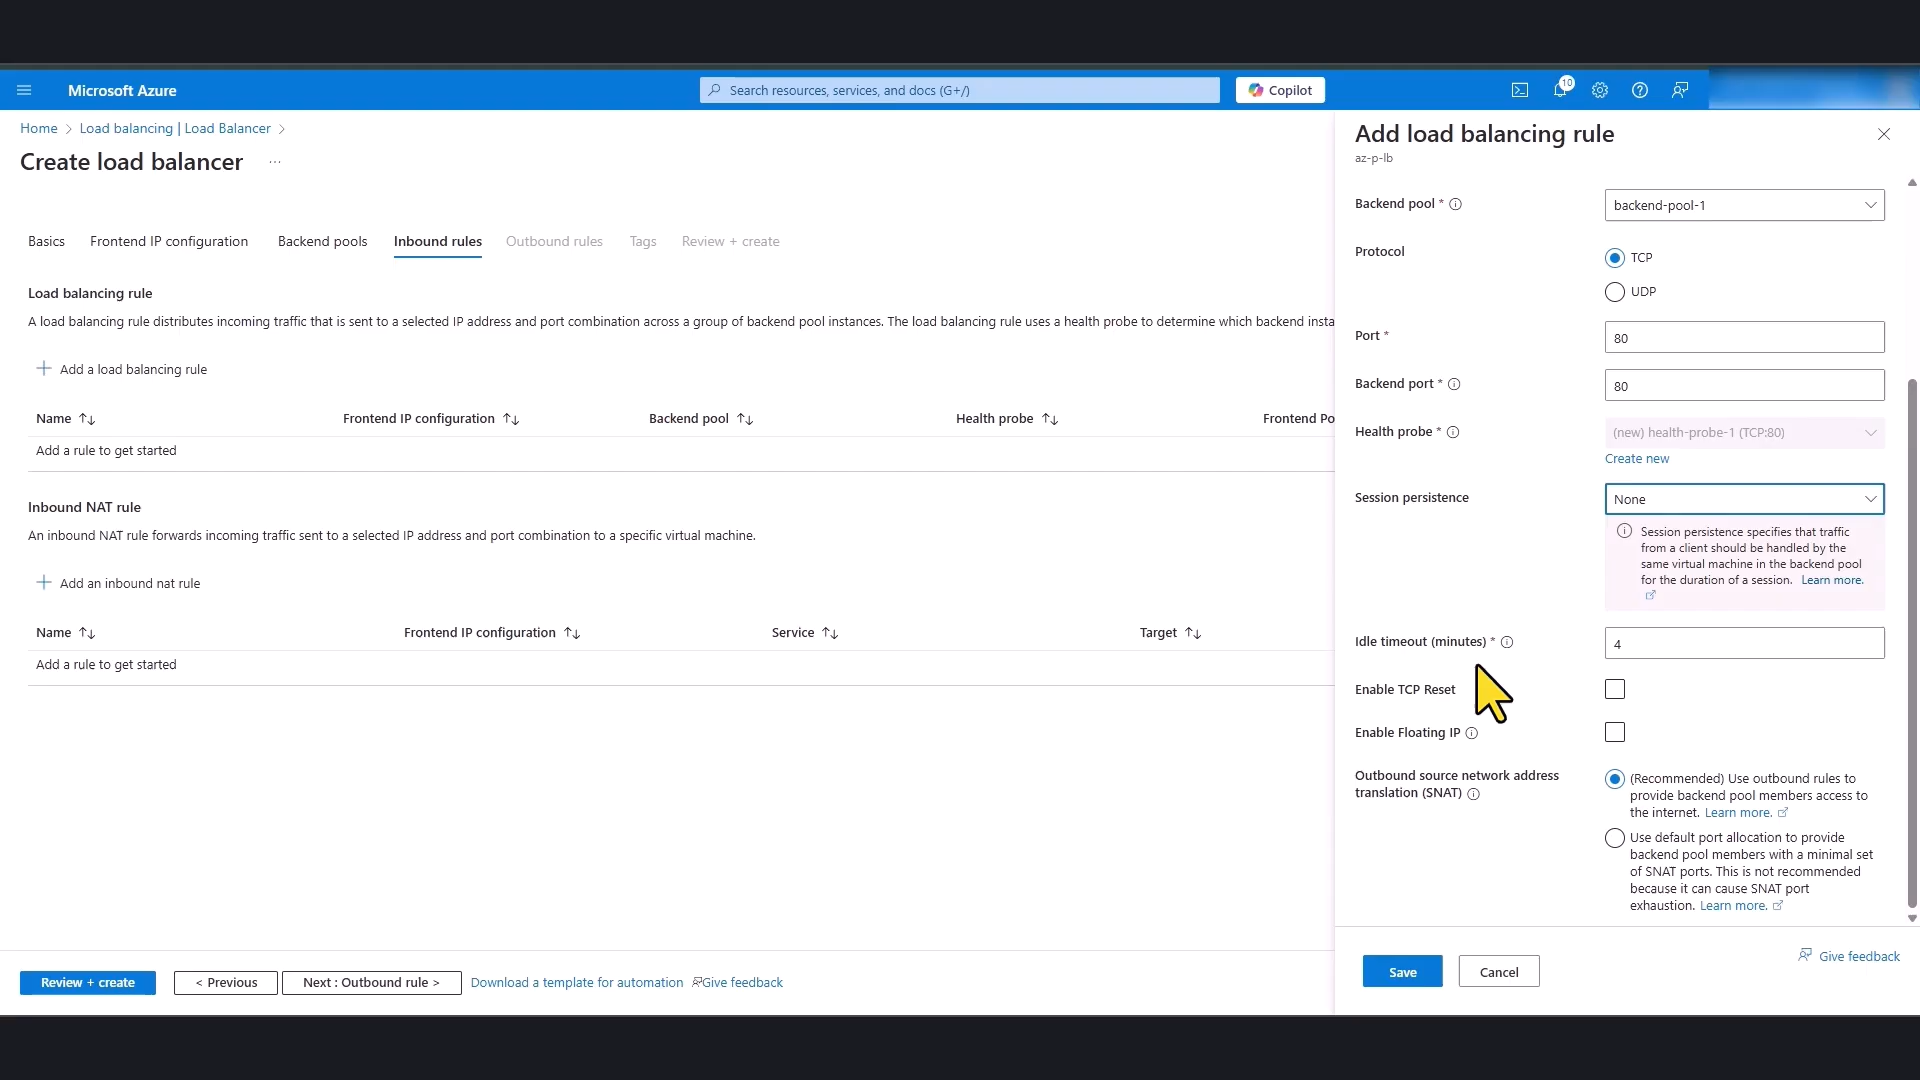 Microsoft Azure
Search resources, services, and docs (G+/)
Copilot
10
Home > Load balancing | Load Balancer >
Create load balancer ...
Basics Frontend IP configuration Backend pools Inbound rules Outbound rules Tags Review + create
Load balancing rule
A load balancing rule distributes incoming traffic that is sent to a selected IP address and port combination across a group of backend pool instances. The load balancing rule uses a health probe to determine which backend insta
Add a load balancing rule
Name Frontend IP configuration Backend pool Health probe Frontend Po
Add a rule to get started
Inbound NAT rule
An inbound NAT rule forwards incoming traffic sent to a selected IP address and port combination to a specific virtual machine.
Add an inbound nat rule
Name Frontend IP configuration Service Target
Add a rule to get started
Review + create
< Previous
Next : Outbound rule >
Download a template for automation
Give feedback
Add load balancing rule
az-p-lb
Backend pool * backend-pool-1
Protocol TCP
UDP
Port * 80
Backend port * 80
Health probe * (new) health-probe-1 (TCP:80)
Create new
Session persistence None
Session persistence specifies that traffic
from a client should be handled by the
same virtual machine in the backend pool
for the duration of a session. Learn more.
Idle timeout (minutes) * 4
Enable TCP Reset
Enable Floating IP
Outbound source network address
translation (SNAT)
(Recommended) Use outbound rules to
provide backend pool members access to
the internet. Learn more.
Use default port allocation to provide
backend pool members with a minimal set
of SNAT ports. This is not recommended
because it can cause SNAT port
exhaustion. Learn more.
Give feedback
Save
Cancel